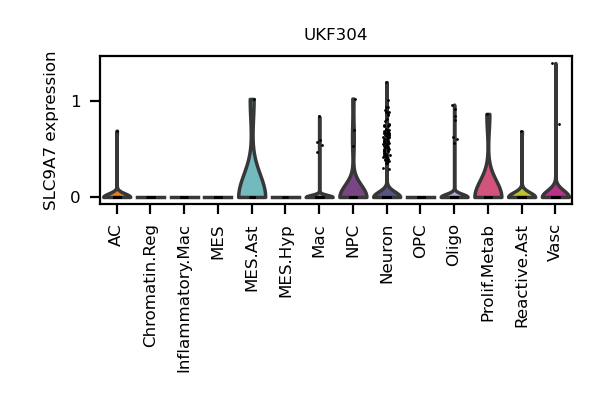 UKF304
SLC9A7 expression
1
0
AC
Chromatin.Reg
Inflammatory.Mac
MES
MES.Ast
MES.Hyp
Mac
NPC
Neuron
OPC
Oligo
Prolif.Metab
Reactive.Ast
Vasc